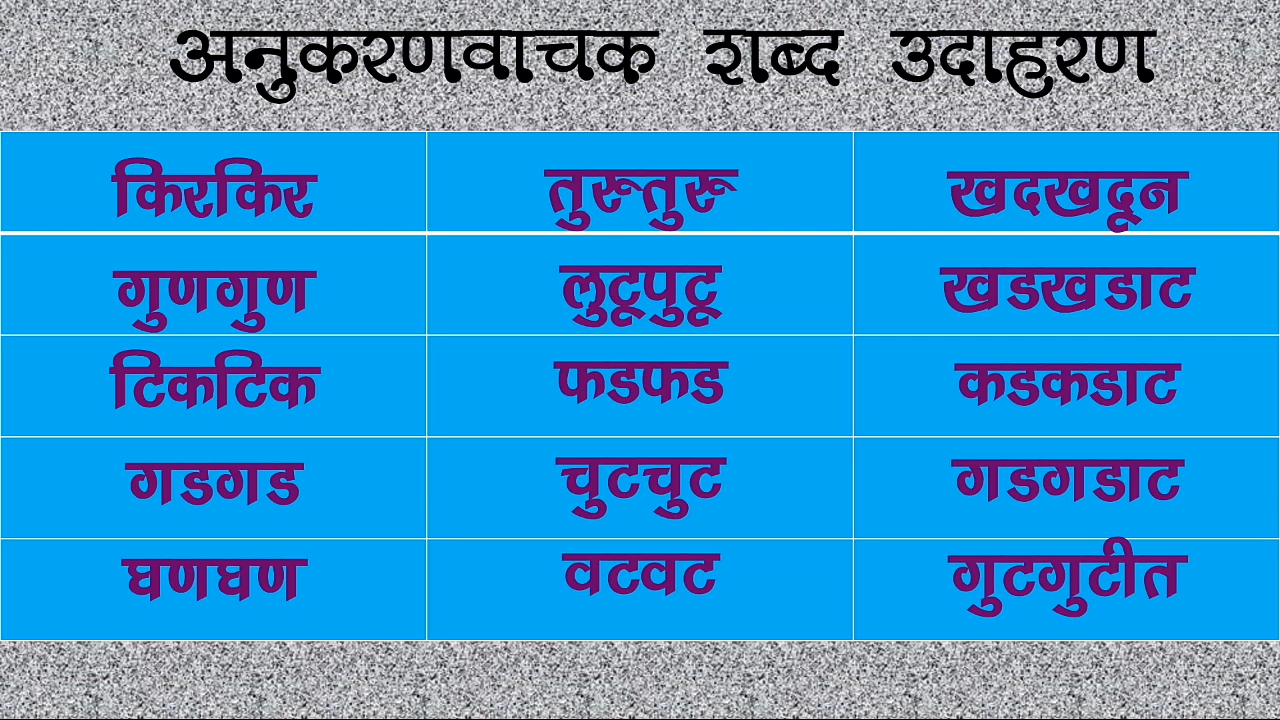 अनुकरणवाचक शब्द उदाहरण
किरकिर तुरूतुरू खदखदून
गुणगुण लुटूपुटू खडखडाट
टिकटिक फडफड कडकडाट
गडगड चुटचुट गडगडाट
घणघण वटवट गुटगुटीत